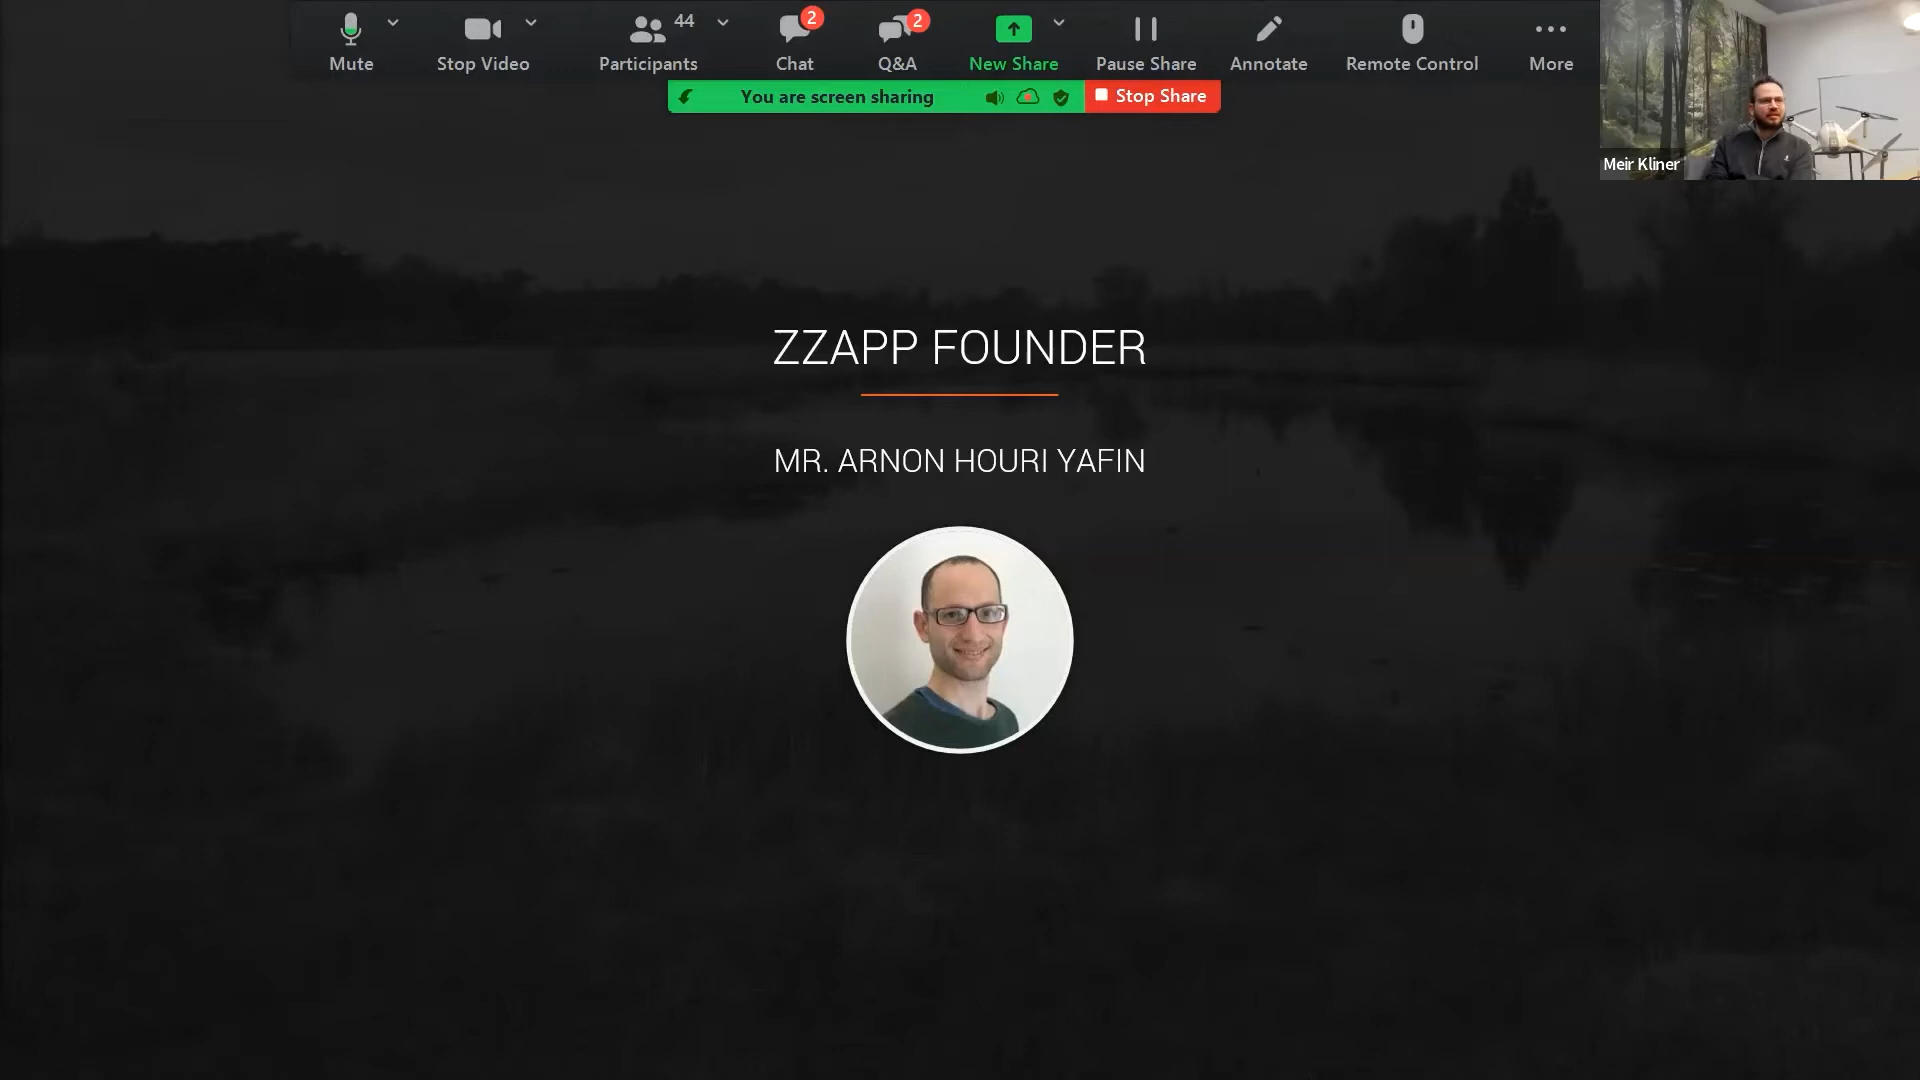 44
2
2
Mute
Stop Video
Participants
Chat
Q&A
New Share
Pause Share
Annotate
Remote Control
More
You are screen sharing
Stop Share
Meir Kliner
ZZAPP FOUNDER
MR. ARNON HOURI YAFIN